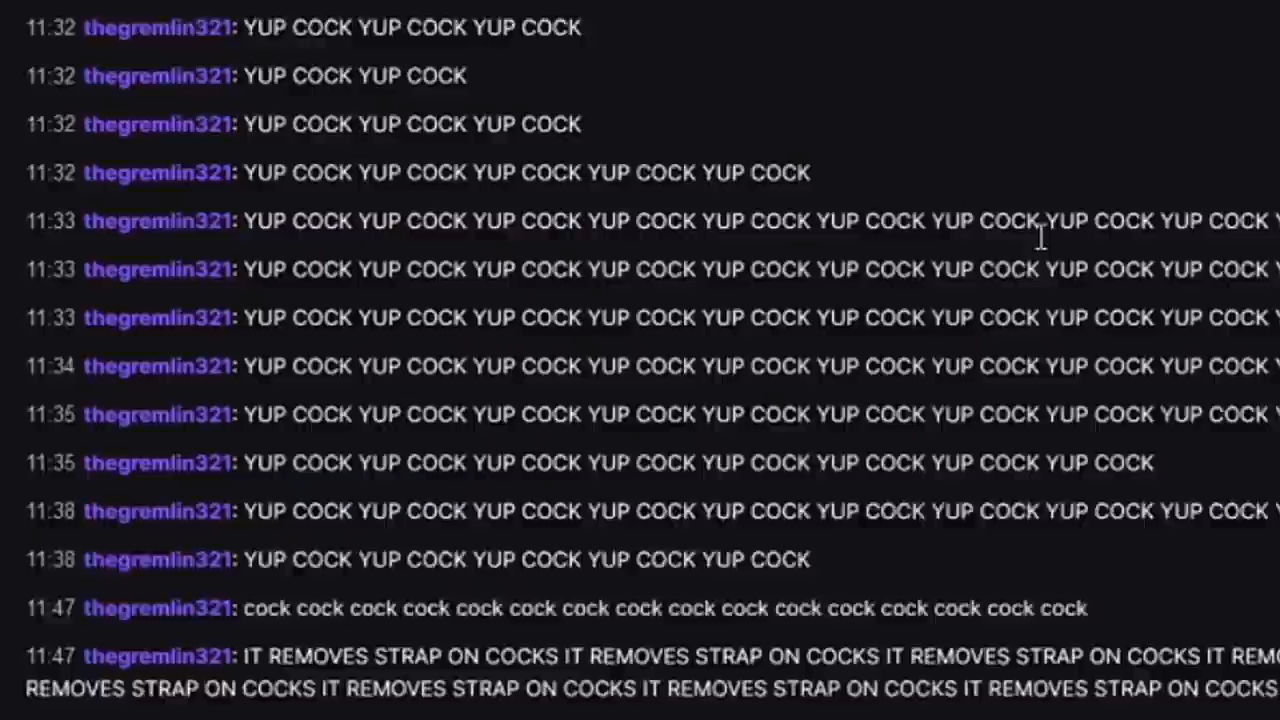 11:32 thegremlin321: YUP COCK YUP COCK YUP COCK
11:32 thegremlin321: YUP COCK YUP COCK
11:32 thegremlin321: YUP COCK YUP COCK YUP COCK
11:32 thegremlin321: YUP COCK YUP COCK YUP COCK YUP COCK YUP COCK
11:33 thegremlin321: YUP COCK YUP COCK YUP COCK YUP COCK YUP COCK YUP COCK YUP COCK YUP COCK YUP COCK Y
11:33 thegremlin321: YUP COCK YUP COCK YUP COCK YUP COCK YUP COCK YUP COCK YUP COCK YUP COCK YUP COCK Y
11:33 thegremlin321: YUP COCK YUP COCK YUP COCK YUP COCK YUP COCK YUP COCK YUP COCK YUP COCK YUP COCK Y
11:34 thegremlin321: YUP COCK YUP COCK YUP COCK YUP COCK YUP COCK YUP COCK YUP COCK YUP COCK YUP COCK Y
11:35 thegremlin321: YUP COCK YUP COCK YUP COCK YUP COCK YUP COCK YUP COCK YUP COCK YUP COCK YUP COCK Y
11:35 thegremlin321: YUP COCK YUP COCK YUP COCK YUP COCK YUP COCK YUP COCK YUP COCK YUP COCK
11:38 thegremlin321: YUP COCK YUP COCK YUP COCK YUP COCK YUP COCK YUP COCK YUP COCK YUP COCK YUP COCK Y
11:38 thegremlin321: YUP COCK YUP COCK YUP COCK YUP COCK YUP COCK
11:47 thegremlin321: cock cock cock cock cock cock cock cock cock cock cock cock cock cock cock cock
11:47 thegremlin321: IT REMOVES STRAP ON COCKS IT REMOVES STRAP ON COCKS IT REMOVES STRAP ON COCKS IT REMO
REMOVES STRAP ON COCKS IT REMOVES STRAP ON COCKS IT REMOVES STRAP ON COCKS IT REMOVES STRAP ON COCKS